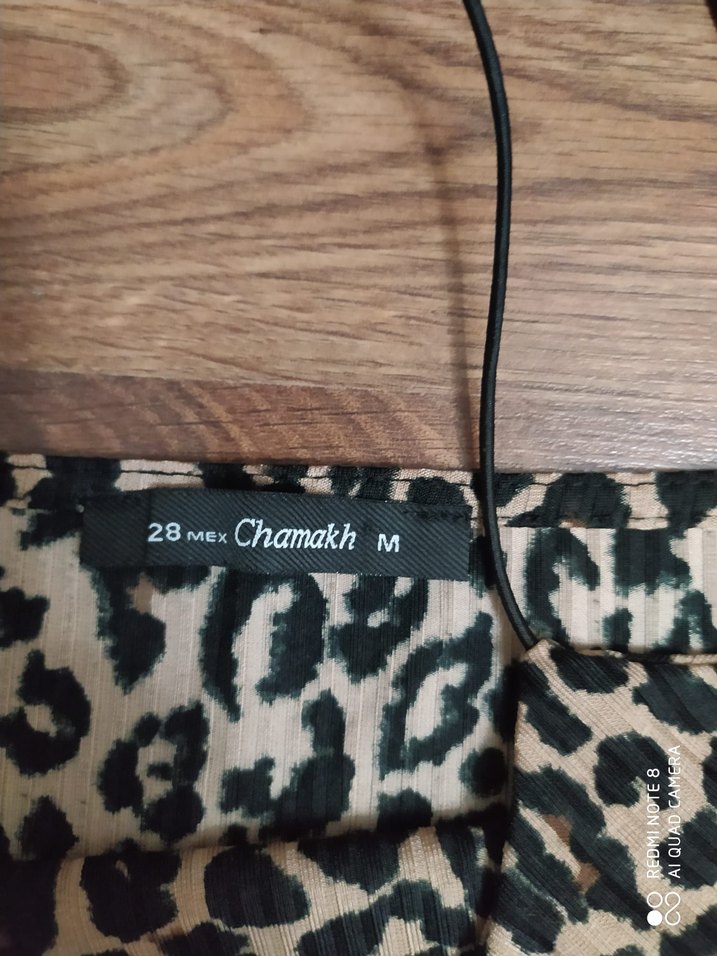 28 MEX Chamakh M
REDMI NOTE 8
AI QUAD CAMERA